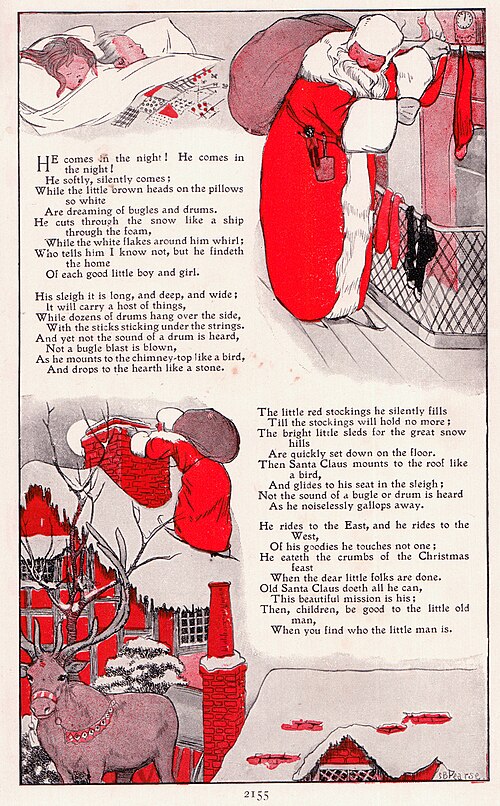 HE comes in the night! He comes in
the night!
He softly, silently comes;
While the little brown heads on the pillows
so white
Are dreaming of bugles and drums.
He cuts through the snow like a ship
through the foam,
While the white flakes around him whirl;
Who tells him I know not, but he findeth
the home
Of each good little boy and girl.
His sleigh it is long, and deep, and wide;
It will carry a host of things,
While dozens of drums hang over the side,
With the sticks sticking under the strings.
And yet not the sound of a drum is heard,
Not a bugle blast is blown,
As he mounts to the chimney-top like a bird,
And drops to the hearth like a stone.
The little red stockings he silently fills
Till the stockings will hold no more;
The bright little sleds for the great snow
hills
Are quickly set down on the floor.
Then Santa Claus mounts to the roof like
a bird,
And glides to his seat in the sleigh;
Not the sound of a bugle or drum is heard
As he noiselessly gallops away.
He rides to the East, and he rides to the
West,
Of his goodies he touches not one;
He eateth the crumbs of the Christmas
feast
When the dear little folks are done.
Old Santa Claus doeth all he can,
This beautiful mission is his;
Then, children, be good to the little old
man,
When you find who the little man is.
SBPearse
2155